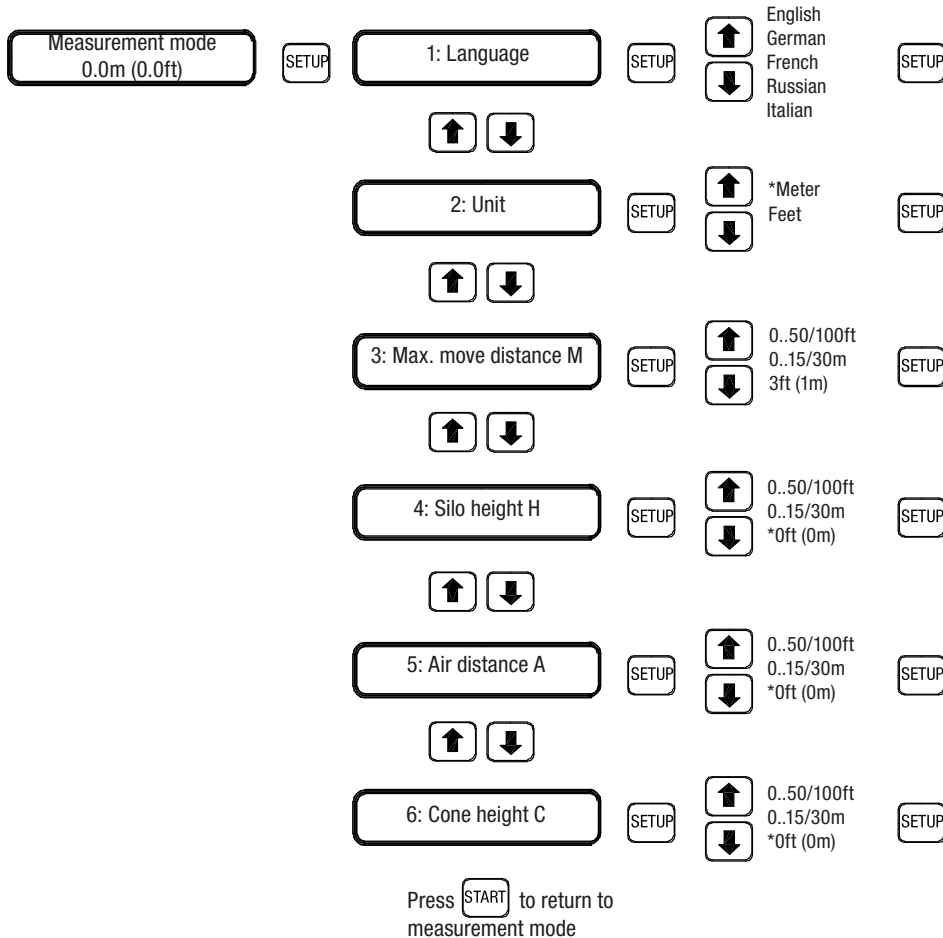 Measurement mode
0.0m (0.0ft)
SETUP
1: Language
SETUP
English
German
French
Russian
Italian
SETUP
2: Unit
SETUP
*Meter
Feet
SETUP
3: Max. move distance M
SETUP
0..50/100ft
0..15/30m
3ft (1m)
SETUP
4: Silo height H
SETUP
0..50/100ft
0..15/30m
*0ft (0m)
SETUP
5: Air distance A
SETUP
0..50/100ft
0..15/30m
*0ft (0m)
SETUP
6: Cone height C
SETUP
0..50/100ft
0..15/30m
*0ft (0m)
SETUP
Press START to return to
measurement mode